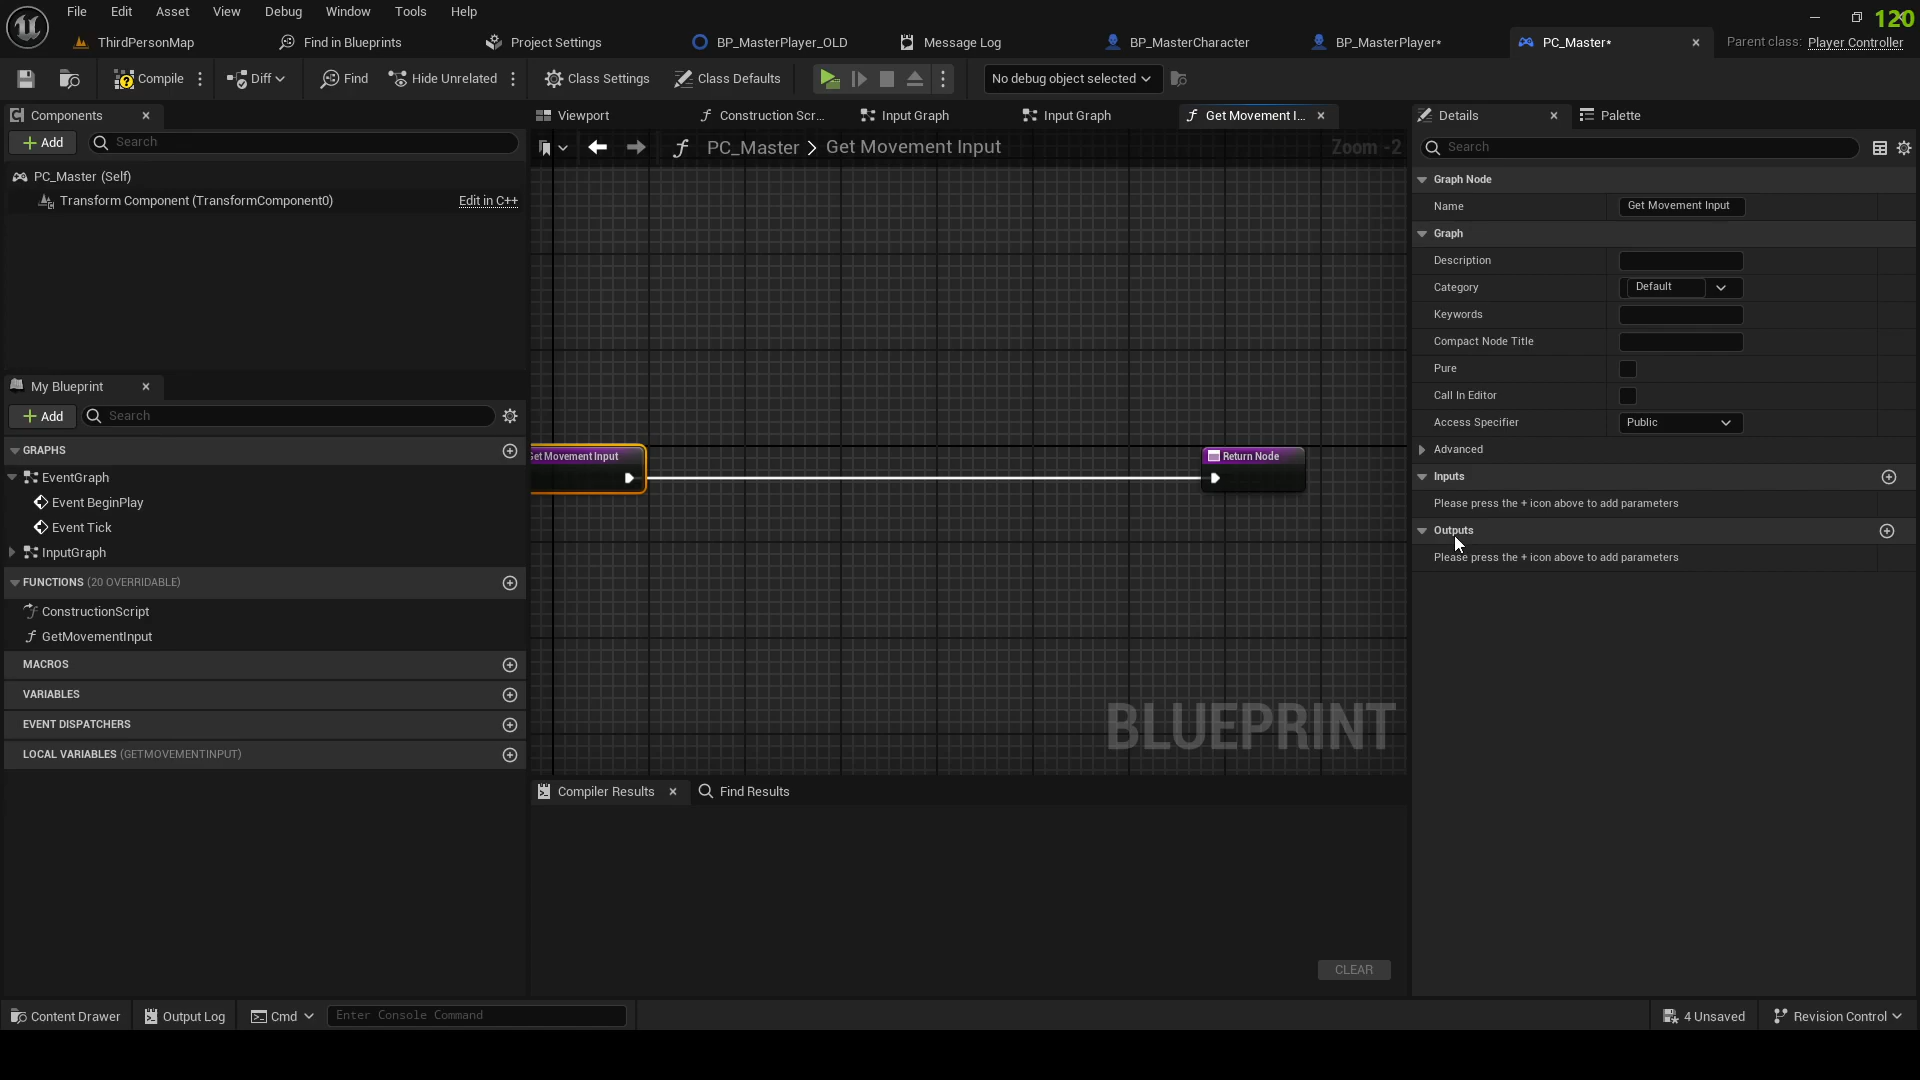 File Edit Asset View Debug Window Tools Help
120
ThirdPersonMap Find in Blueprints Project Settings BP_MasterPlayer_OLD Message Log BP_MasterCharacter BP_MasterPlayer* PC_Master* Parent class: Player Controller
Compile Diff Find Hide Unrelated Class Settings Class Defaults No debug object selected
Components
Add Search
PC_Master (Self)
Transform Component (TransformComponent0) Edit in C++
My Blueprint
Add Search
GRAPHS
EventGraph
Event BeginPlay
Event Tick
InputGraph
FUNCTIONS (20 OVERRIDABLE)
ConstructionScript
GetMovementInput
MACROS
VARIABLES
EVENT DISPATCHERS
LOCAL VARIABLES (GETMOVEMENTINPUT)
Viewport Construction Scr... Input Graph Input Graph Get Movement I...
PC_Master > Get Movement Input Zoom -2
Get Movement Input
Return Node
BLUEPRINT
Compiler Results Find Results
CLEAR
Details Palette
Search
Graph Node
Name Get Movement Input
Graph
Description
Category Default
Keywords
Compact Node Title
Pure
Call In Editor
Access Specifier Public
Advanced
Inputs
Please press the + icon above to add parameters
Outputs
Please press the + icon above to add parameters
Content Drawer Output Log Cmd Enter Console Command 4 Unsaved Revision Control